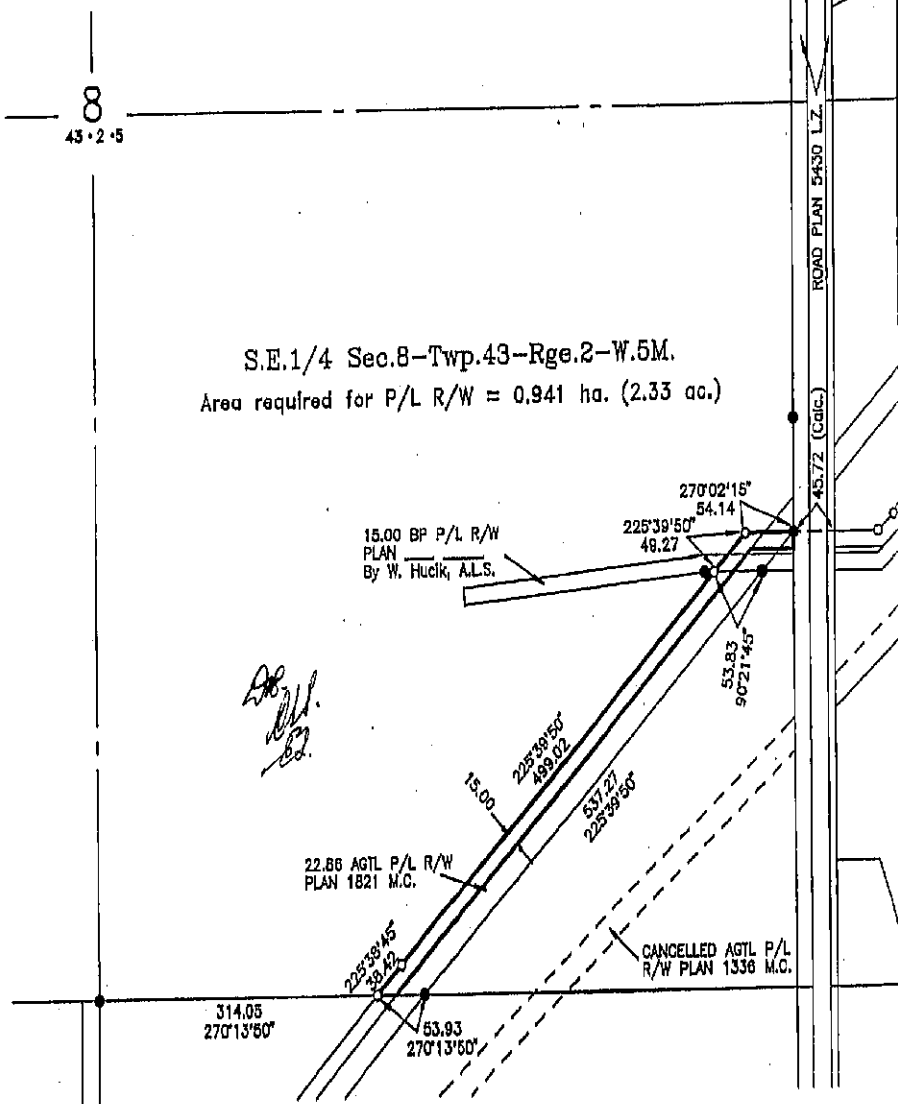 8
43·2·5
ROAD PLAN 5430 L.Z.
S.E.1/4 Sec.8-Twp.43-Rge.2-W.5M.
Area required for P/L R/W = 0.941 ha. (2.33 ac.)
45.72 (Calc.)
270°02'15"
54.14
225°39'50"
49.27
15.00 BP P/L R/W
PLAN ____ ____
By W. Hucik, A.L.S.
53.83
90°21'45"
225°39'50"
499.02
15.00
537.27
225°39'50"
22.86 AGTL P/L R/W
PLAN 1821 M.C.
225°39'45"
38.42
CANCELLED AGTL P/L
R/W PLAN 1336 M.C.
314.05
270°13'50"
53.93
270°13'50"